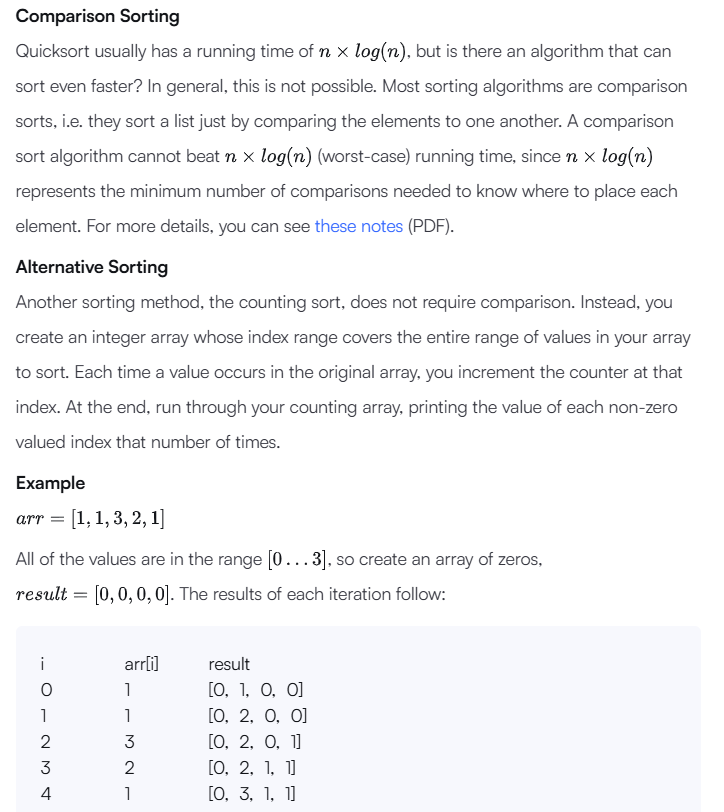 Comparison Sorting
Quicksort usually has a running time of n × log(n), but is there an algorithm that can
sort even faster? In general, this is not possible. Most sorting algorithms are comparison
sorts, i.e. they sort a list just by comparing the elements to one another. A comparison
sort algorithm cannot beat n × log(n) (worst-case) running time, since n × log(n)
represents the minimum number of comparisons needed to know where to place each
element. For more details, you can see these notes (PDF).
Alternative Sorting
Another sorting method, the counting sort, does not require comparison. Instead, you
create an integer array whose index range covers the entire range of values in your array
to sort. Each time a value occurs in the original array, you increment the counter at that
index. At the end, run through your counting array, printing the value of each non-zero
valued index that number of times.
Example
arr = [1, 1, 3, 2, 1]
All of the values are in the range [0 . . . 3], so create an array of zeros,
result = [0, 0, 0, 0]. The results of each iteration follow:
i arr[i] result
0 1 [0, 1, 0, 0]
1 1 [0, 2, 0, 0]
2 3 [0, 2, 0, 1]
3 2 [0, 2, 1, 1]
4 1 [0, 3, 1, 1]